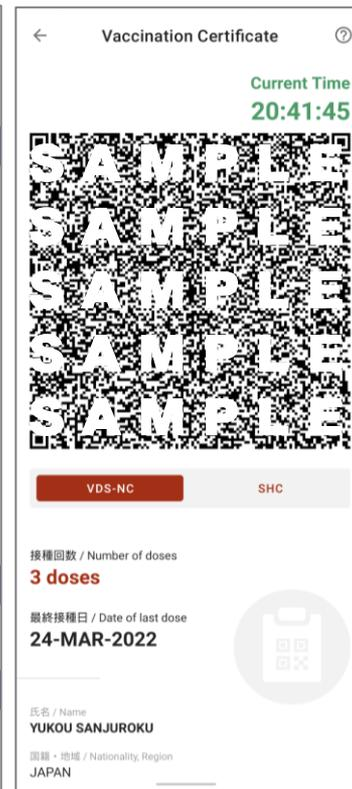 Vaccination Certificate
Current Time
20:41:45
SAMPLE
SAMPLE
SAMPLE
SAMPLE
SAMPLE
VDS-NC SHC
接種回数 / Number of doses
3 doses
最終接種日 / Date of last dose
24-MAR-2022
氏名 / Name
YUKOU SANJUROKU
国籍・地域 / Nationality, Region
JAPAN